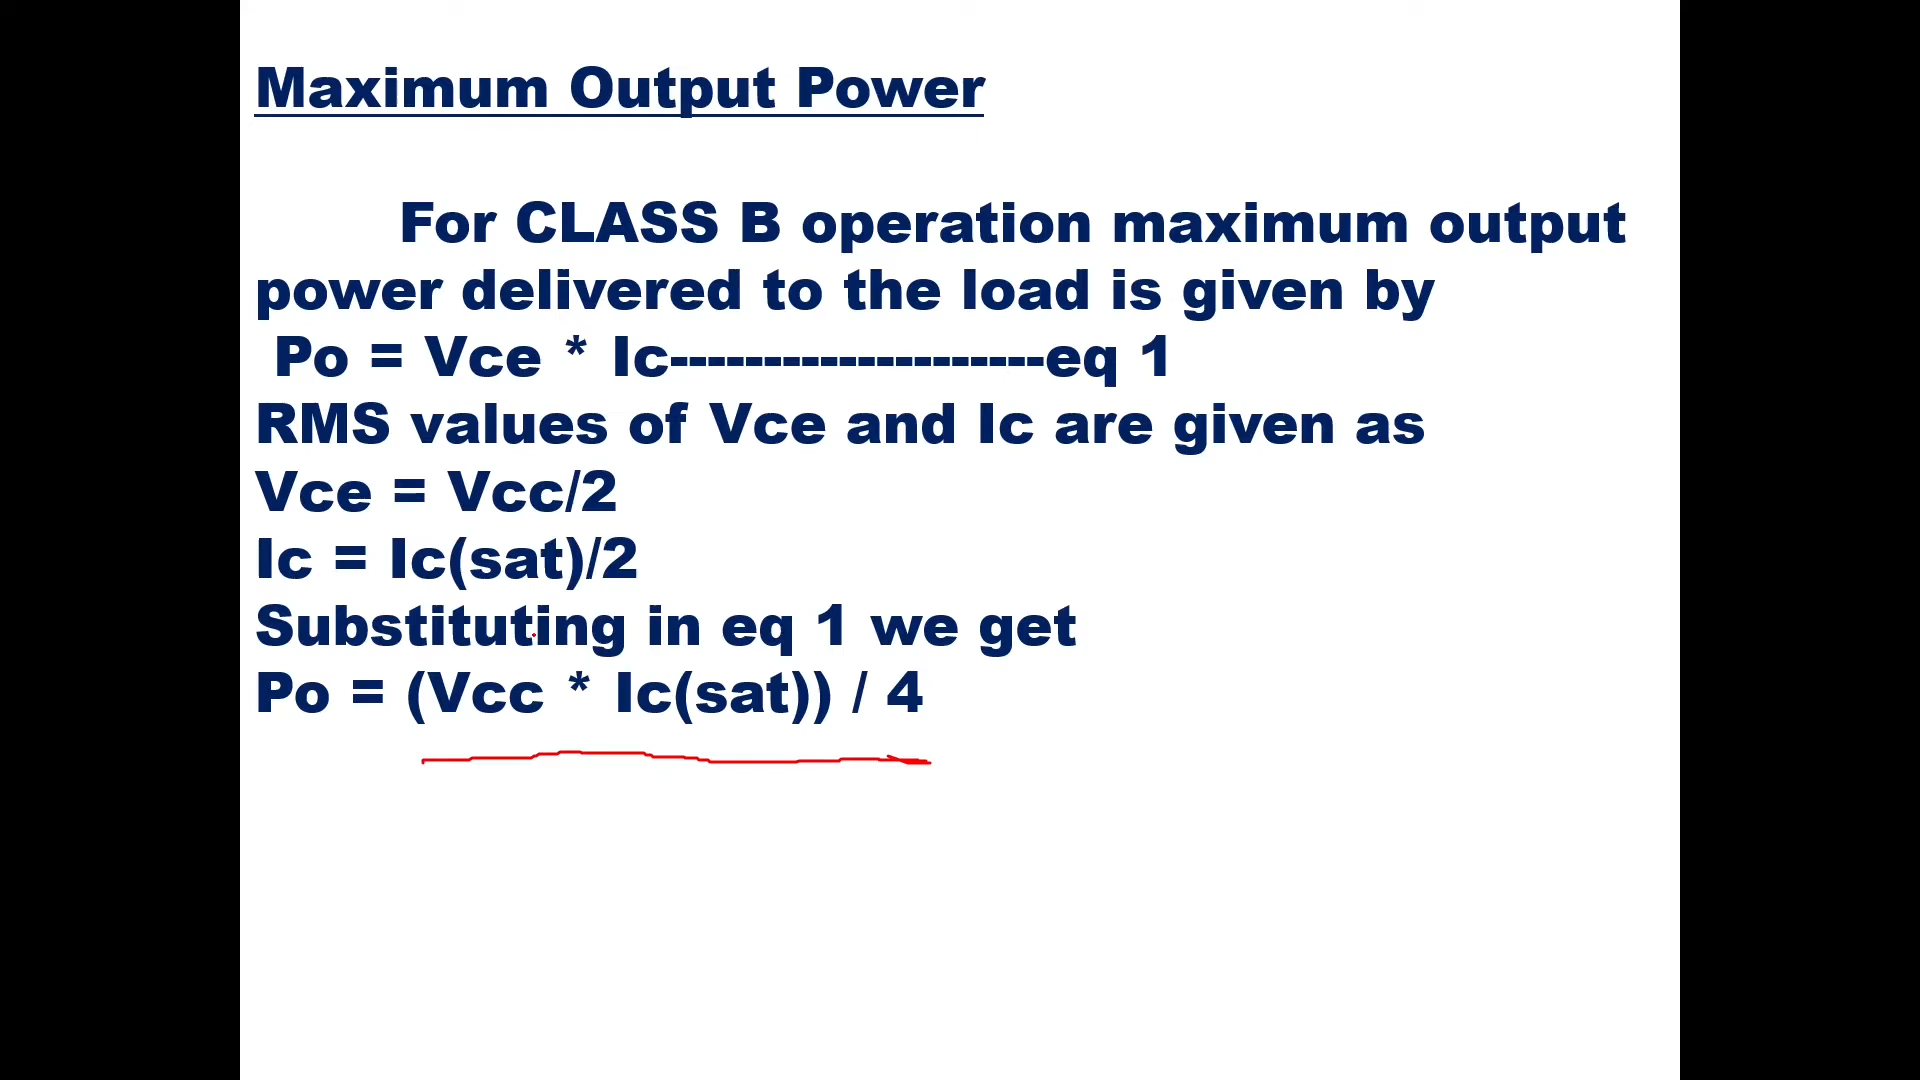 Maximum Output Power
For CLASS B operation maximum output
power delivered to the load is given by
Po = Vce * Ic--------------------eq 1
RMS values of Vce and Ic are given as
Vce = Vcc/2
Ic = Ic(sat)/2
Substituting in eq 1 we get
Po = (Vcc * Ic(sat)) / 4